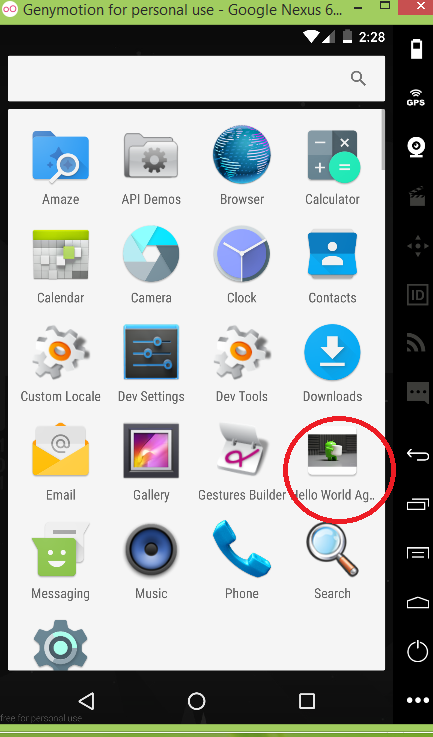 Genymotion for personal use - Google Nexus 6...
2:28
GPS
Amaze API Demos Browser Calculator
Calendar Camera Clock Contacts
ID
Custom Locale Dev Settings Dev Tools Downloads
Email Gallery Gestures Builder Hello World Ag..
Messaging Music Phone Search
free for personal use